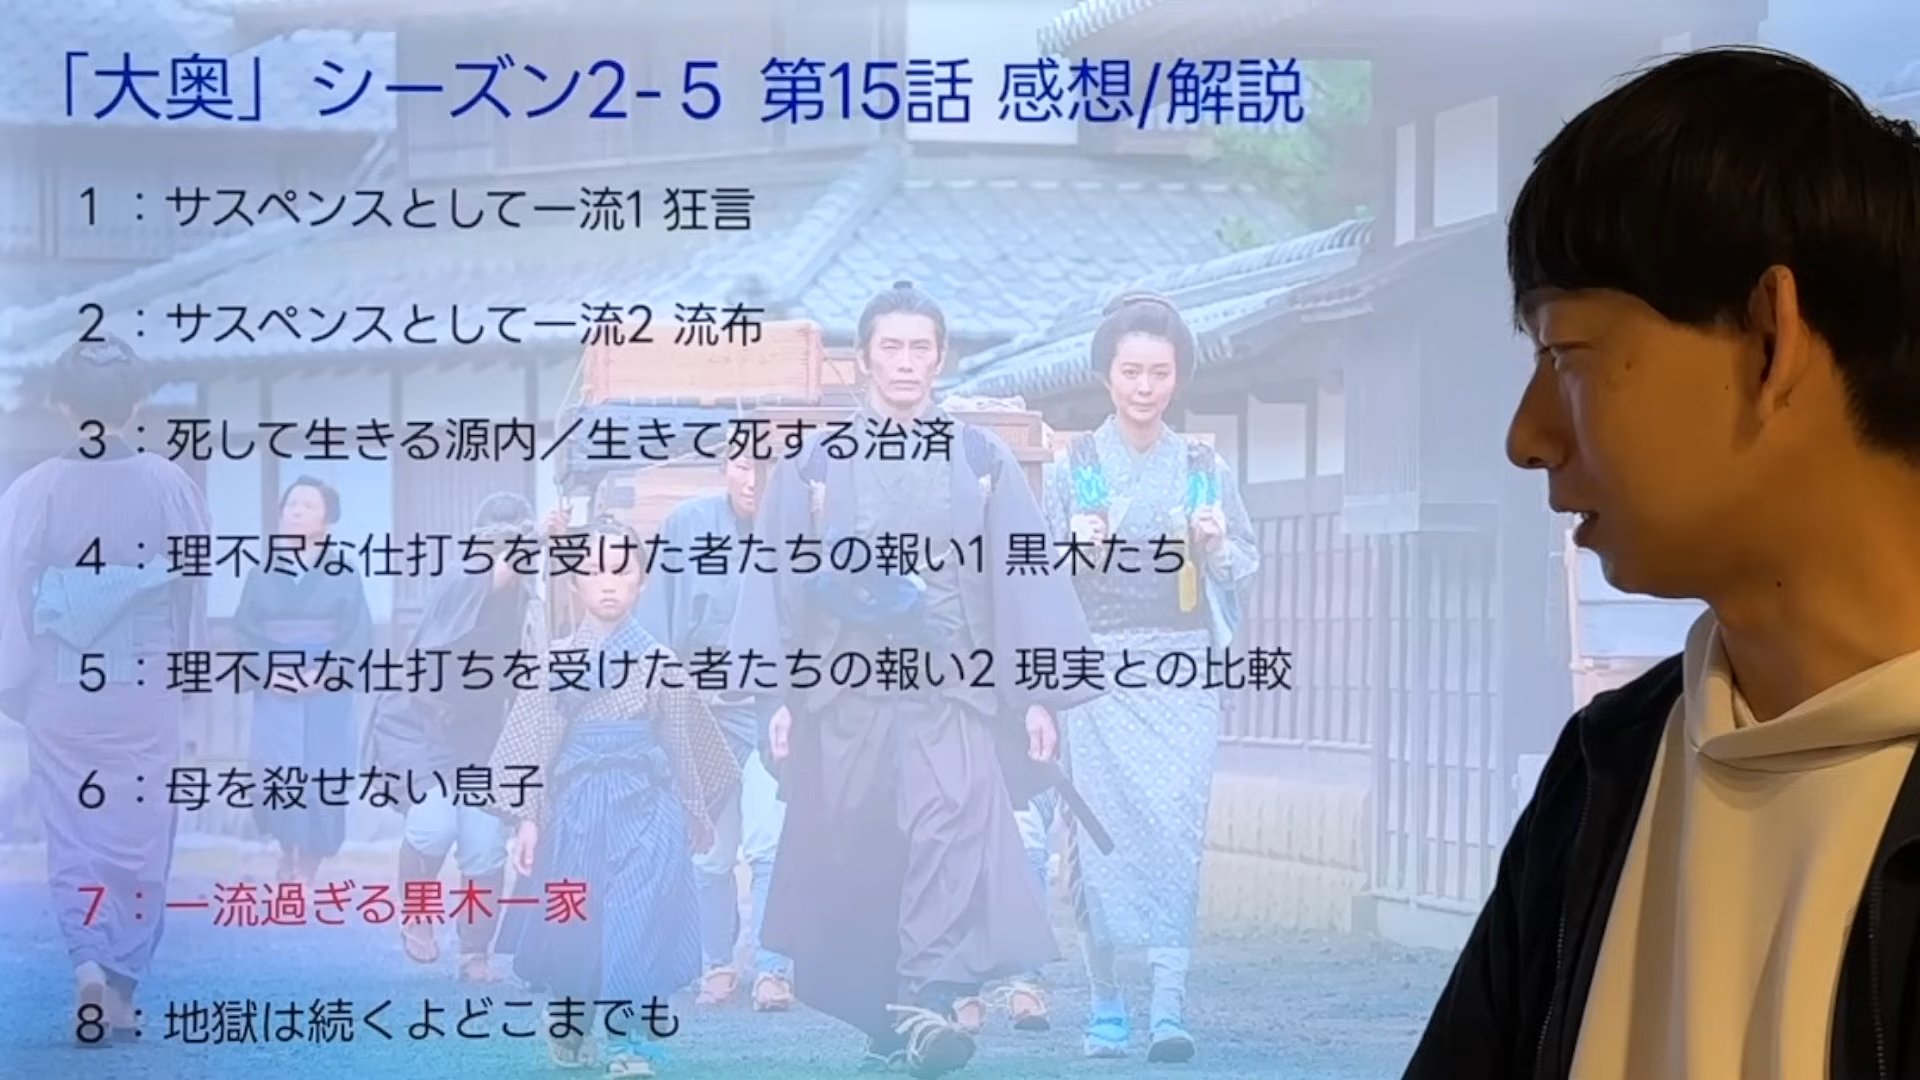 「大奥」シーズン2-5 第15話 感想/解説
1：サスペンスとして一流1 狂言
2：サスペンスとして一流2 流布
3：死して生きる源内／生きて死する治済
4：理不尽な仕打ちを受けた者たちの報い1 黒木たち
5：理不尽な仕打ちを受けた者たちの報い2 現実との比較
6：母を殺せない息子
7：一流過ぎる黒木一家
8：地獄は続くよどこまでも